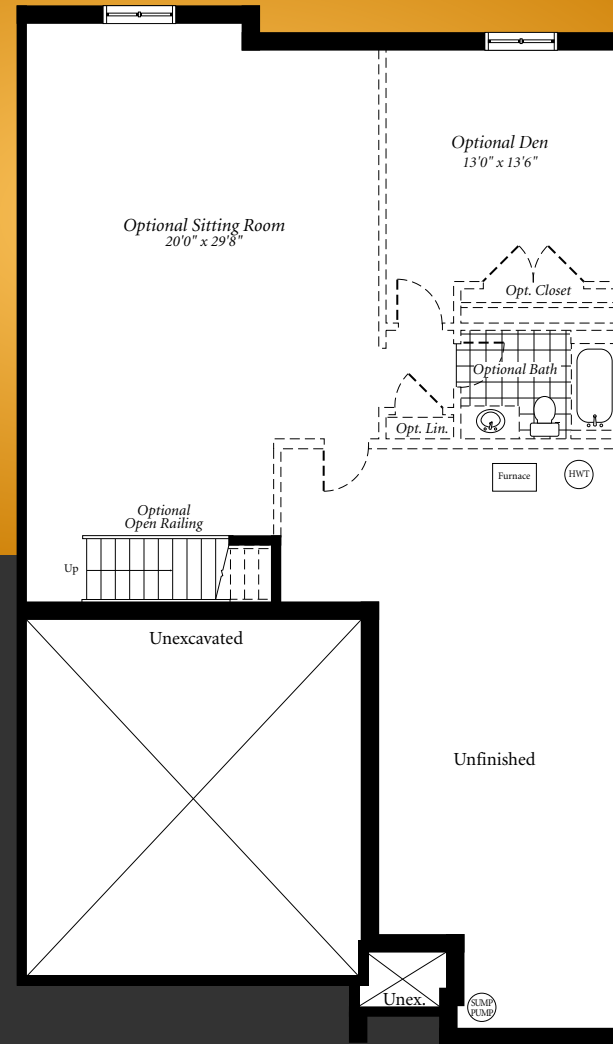 Optional Den
13'0" x 13'6"
Optional Sitting Room
20'0" x 29'8"
Opt. Closet
Optional Bath
Opt. Lin.
Furnace
HWT
Optional
Open Railing
Up
Unexcavated
Unfinished
Unex.
SUMP
PUMP